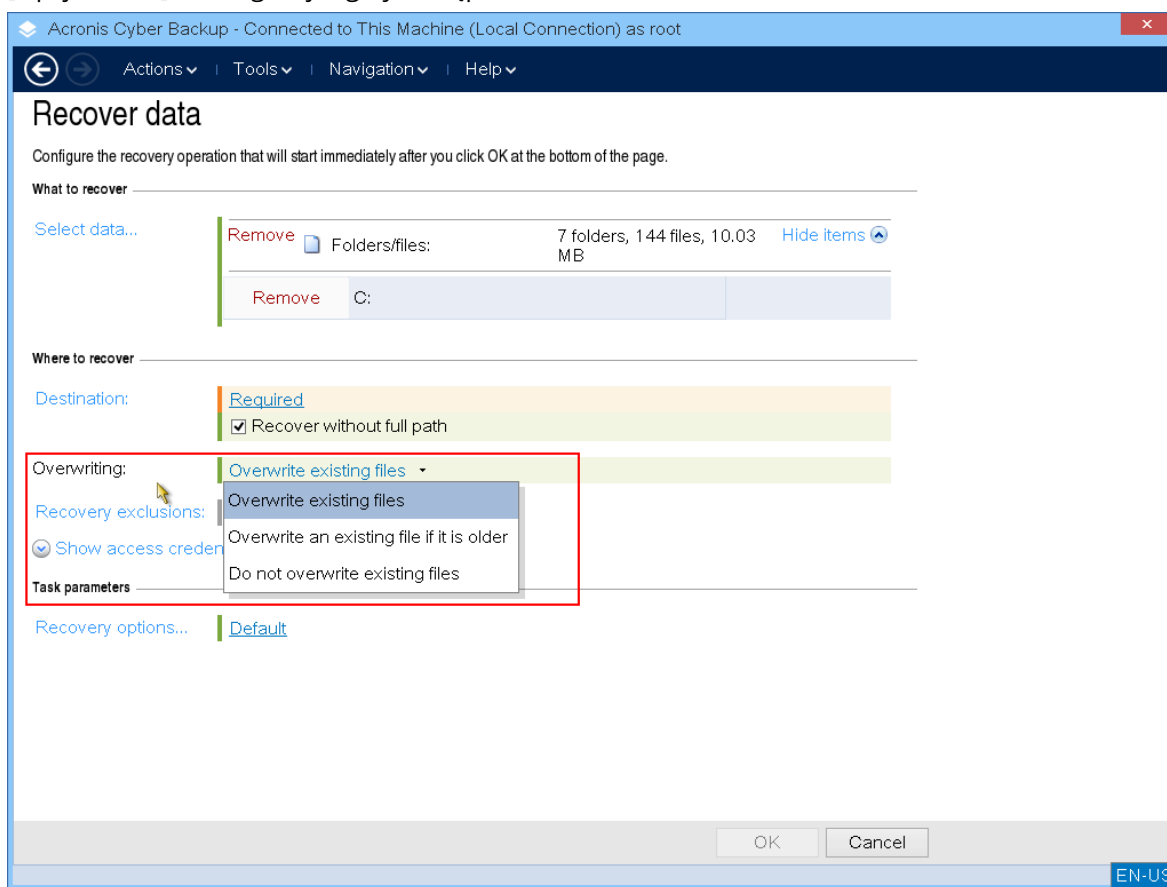 Acronis Cyber Backup - Connected to This Machine (Local Connection) as root
Actions Tools Navigation Help
Recover data
Configure the recovery operation that will start immediately after you click OK at the bottom of the page.
What to recover
Select data...
Remove Folders/files: 7 folders, 144 files, 10.03 MB Hide items
Remove C:
Where to recover
Destination: Required
Recover without full path
Overwriting: Overwrite existing files
Overwrite existing files
Recovery exclusions:
Overwrite an existing file if it is older
Show access creden
Do not overwrite existing files
Task parameters
Recovery options... Default
OK Cancel
EN-US